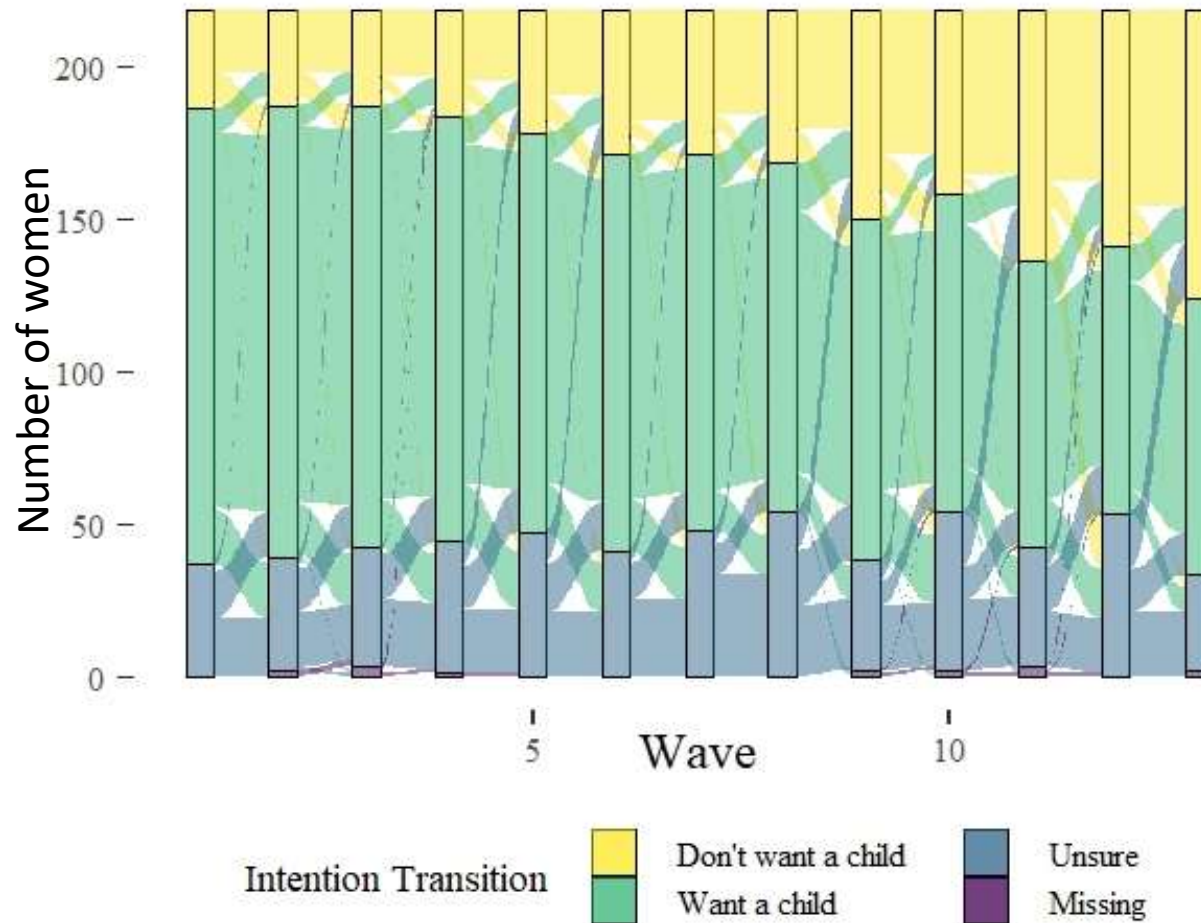 Number of women
200
150
100
50
0
5
10
Wave
Intention Transition
Don't want a child
Want a child
Unsure
Missing